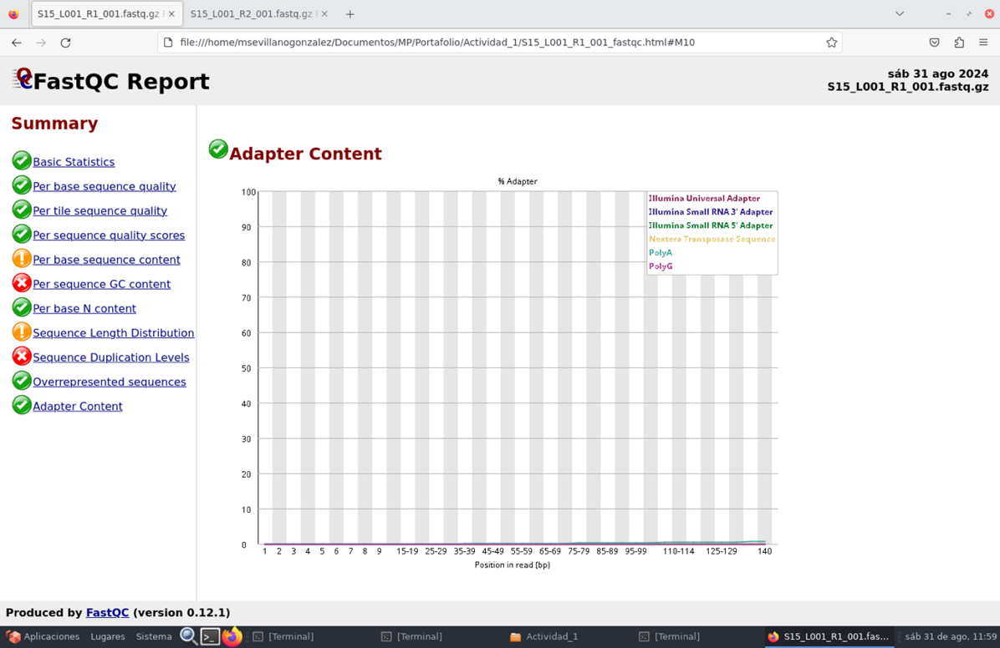 S15_L001_R1_001.fastq.gz F
S15_L001_R2_001.fastq.gz F
file:///home/msevillanogonzalez/Documentos/MP/Portafolio/Actividad_1/S15_L001_R1_001_fastqc.html#M10
FastQC Report
sáb 31 ago 2024
S15_L001_R1_001.fastq.gz
Summary
Basic Statistics
Per base sequence quality
Per tile sequence quality
Per sequence quality scores
Per base sequence content
Per sequence GC content
Per base N content
Sequence Length Distribution
Sequence Duplication Levels
Overrepresented sequences
Adapter Content
Adapter Content
% Adapter
Illumina Universal Adapter
Illumina Small RNA 3' Adapter
Illumina Small RNA 5' Adapter
Nextera Transposase Sequence
PolyA
PolyG
100
90
80
70
60
50
40
30
20
10
0
1 2 3 4 5 6 7 8 9 15-19 25-29 35-39 45-49 55-59 65-69 75-79 85-89 95-99 110-114 125-129 140
Position in read (bp)
Produced by FastQC (version 0.12.1)
Aplicaciones Lugares Sistema [Terminal] [Terminal] Actividad_1 [Terminal] S15_L001_R1_001.fas... sáb 31 de ago, 11:59